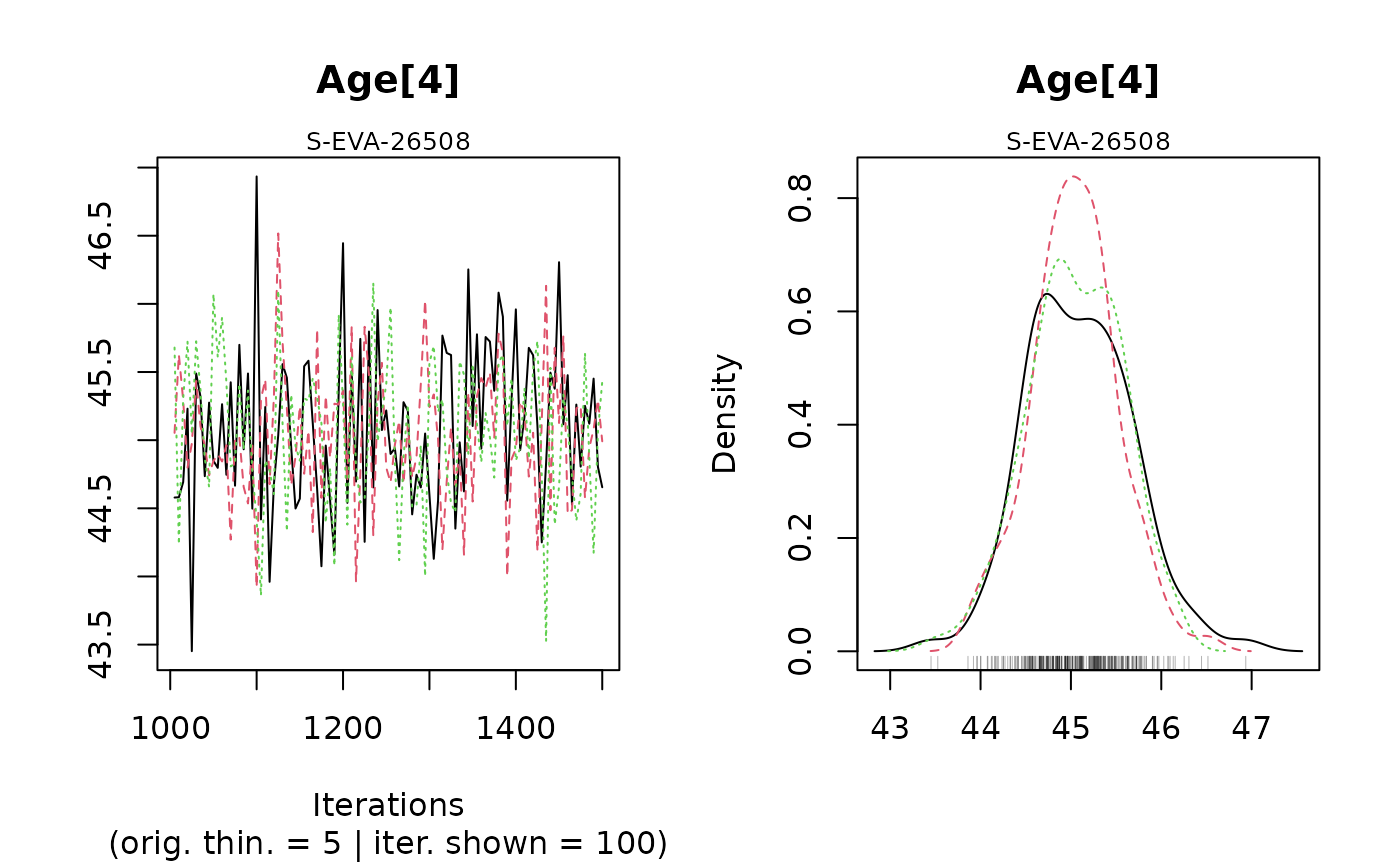 Age[4]
S-EVA-26508
43.5
44.5
45.5
46.5
1000
1200
1400
Iterations
(orig. thin. = 5 | iter. shown = 100)
Age[4]
S-EVA-26508
Density
0.0
0.2
0.4
0.6
0.8
43
44
45
46
47